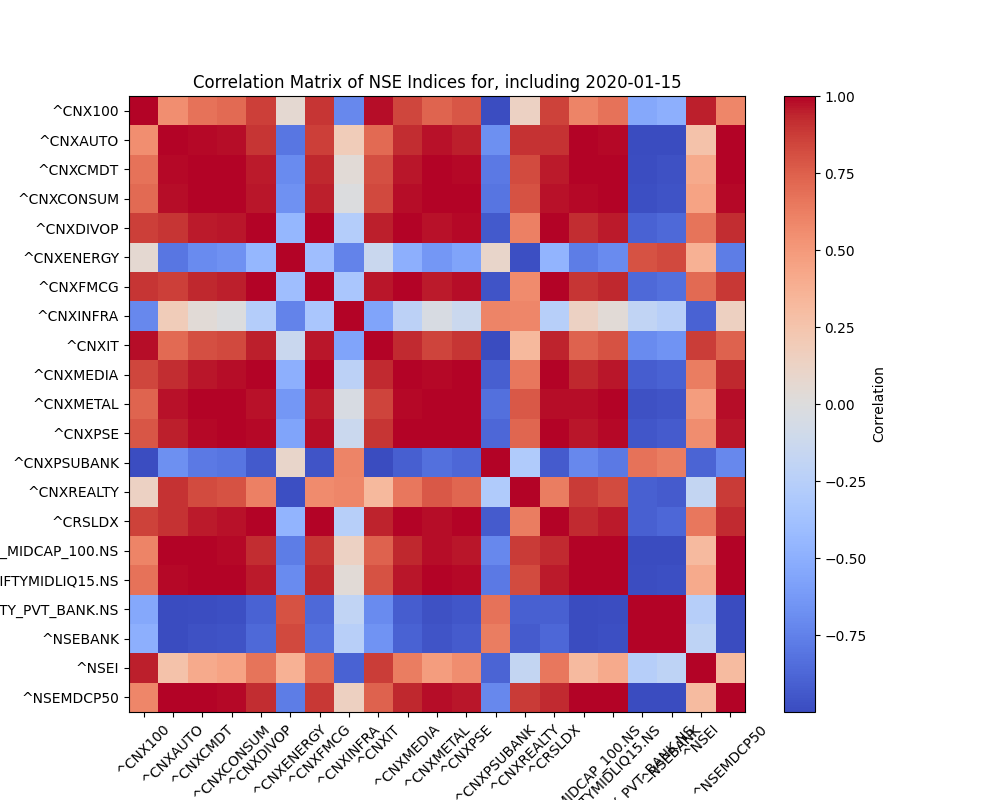 Correlation Matrix of NSE Indices for, including 2020-01-15
^CNX100
^CNXAUTO
^CNXCMDT
^CNXCONSUM
^CNXDIVOP
^CNXENERGY
^CNXFMCG
^CNXINFRA
^CNXIT
^CNXMEDIA
^CNXMETAL
^CNXPSE
^CNXPSUBANK
^CNXREALTY
^CRSLDX
_MIDCAP_100.NS
IFTYMIDLIQ15.NS
TY_PVT_BANK.NS
^NSEBANK
^NSEI
^NSEMDCP50
^CNX100
^CNXAUTO
^CNXCMDT
^CNXCONSUM
^CNXDIVOP
^CNXENERGY
^CNXFMCG
^CNXINFRA
^CNXIT
^CNXMEDIA
^CNXMETAL
^CNXPSE
^CNXPSUBANK
^CNXREALTY
^CRSLDX
MIDCAP_100.NS
TYMIDLIQ15.NS
PVT_BANK.NS
^NSEBANK
^NSEI
^NSEMDCP50
1.00
0.75
0.50
0.25
0.00
−0.25
−0.50
−0.75
Correlation